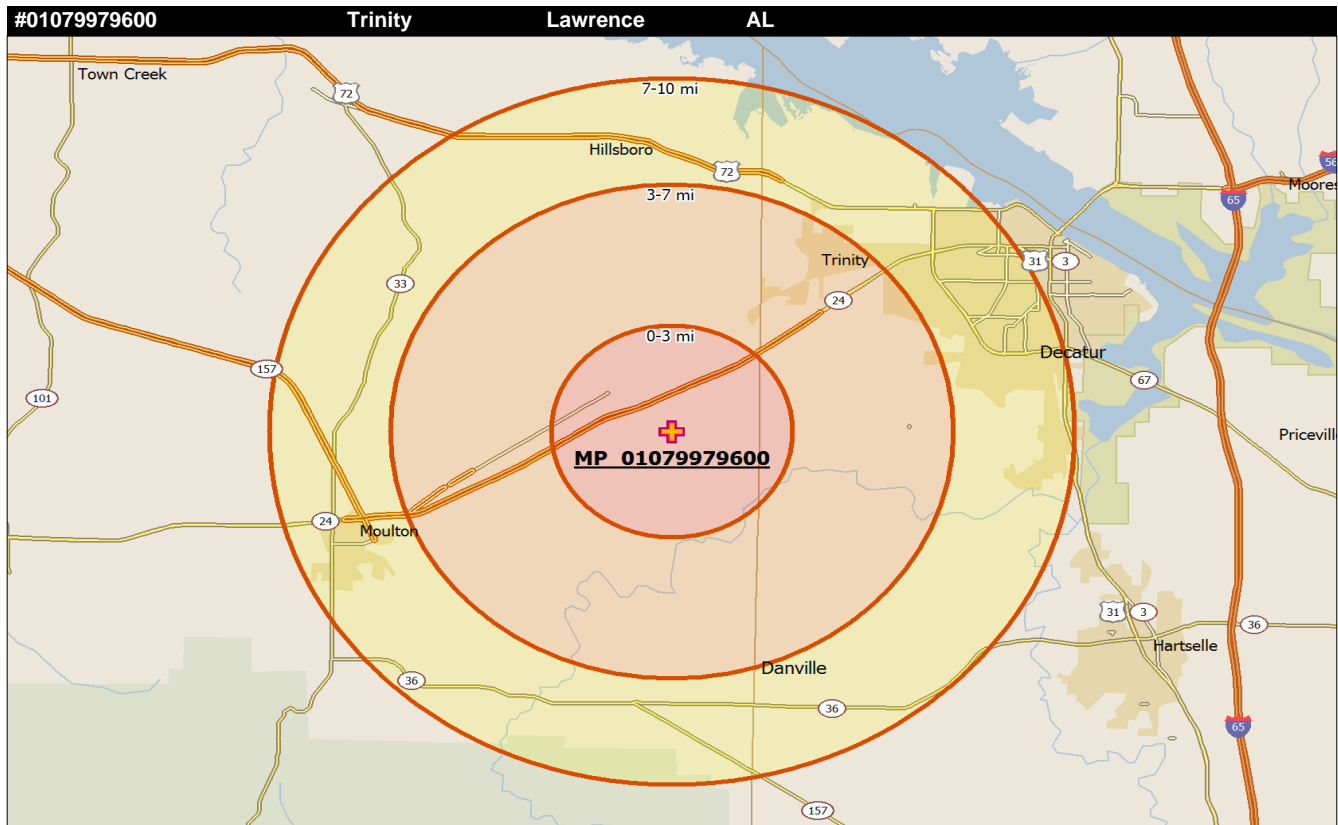 #01079979600 Trinity Lawrence AL
Town Creek
7-10 mi
72
Hillsboro
72
3-7 mi
Moores
65
Trinity
31 3
33
24
0-3 mi
Decatur
157
67
101
Pricevill
MP 01079979600
24
Moulton
31 3
36
Hartselle
Danville
36
36
65
157